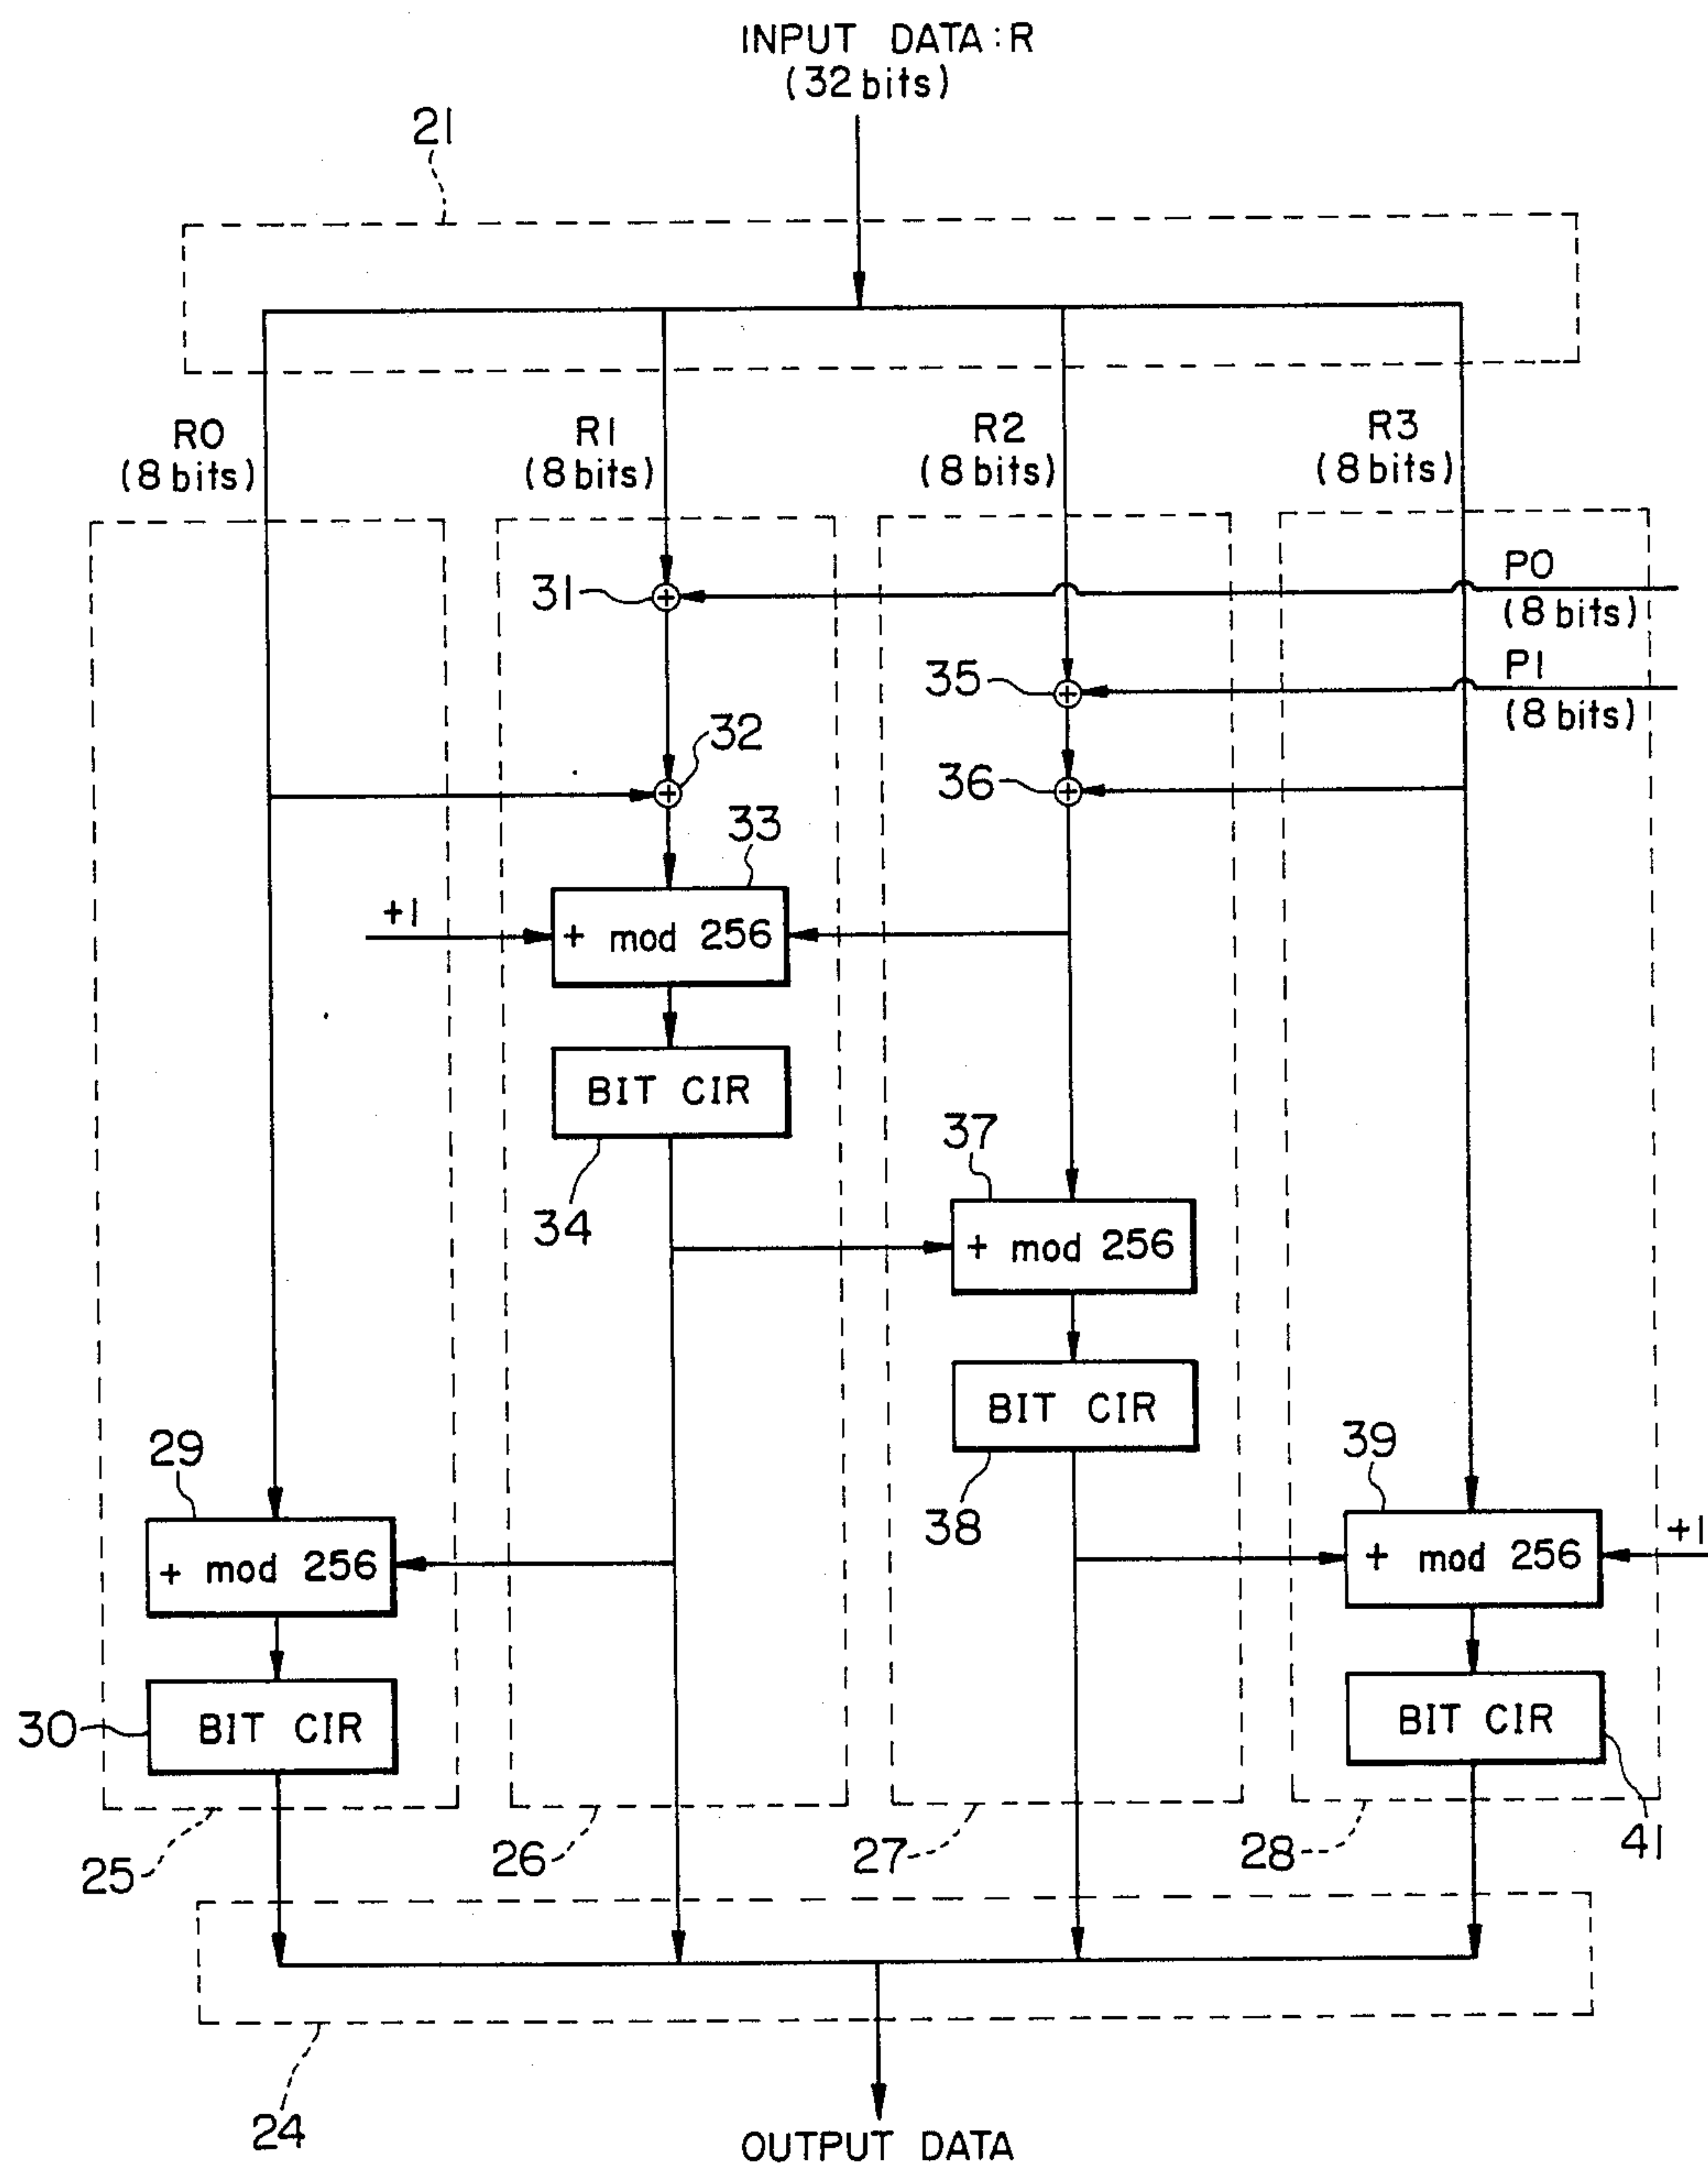 INPUT DATA:R
(32 bits)
21
R0
(8 bits)
R1
(8 bits)
R2
(8 bits)
R3
(8 bits)
P0
(8 bits)
31
P1
(8 bits)
35
32
36
33
+1
+ mod 256
BIT CIR
34
37
+ mod 256
BIT CIR
38
29
+ mod 256
39
+ mod 256
+1
30
BIT CIR
BIT CIR
41
25
26
27
28
24
OUTPUT DATA